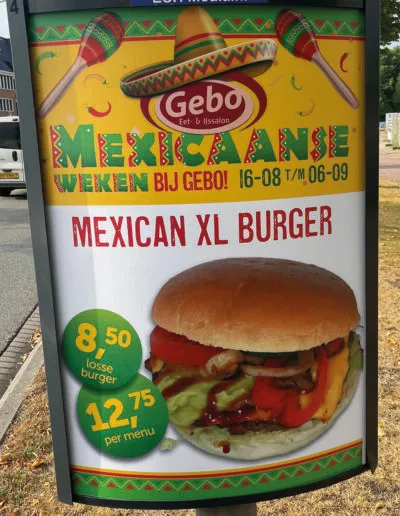 Gebo
Eet- & IJssalon
MEXICAANSE
WEKEN BIJ GEBO! 16-08 T/M 06-09
MEXICAN XL BURGER
8,50
losse
burger
12,75
per menu